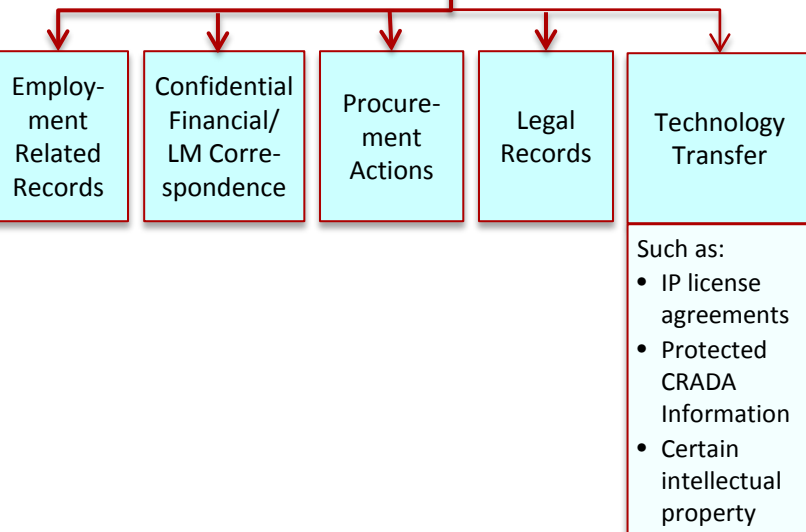 Employ-
ment
Related
Records
Confidential
Financial/
LM Corre-
spondence
Procure-
ment
Actions
Legal
Records
Technology
Transfer
Such as:
• IP license
agreements
• Protected
CRADA
Information
• Certain
intellectual
property